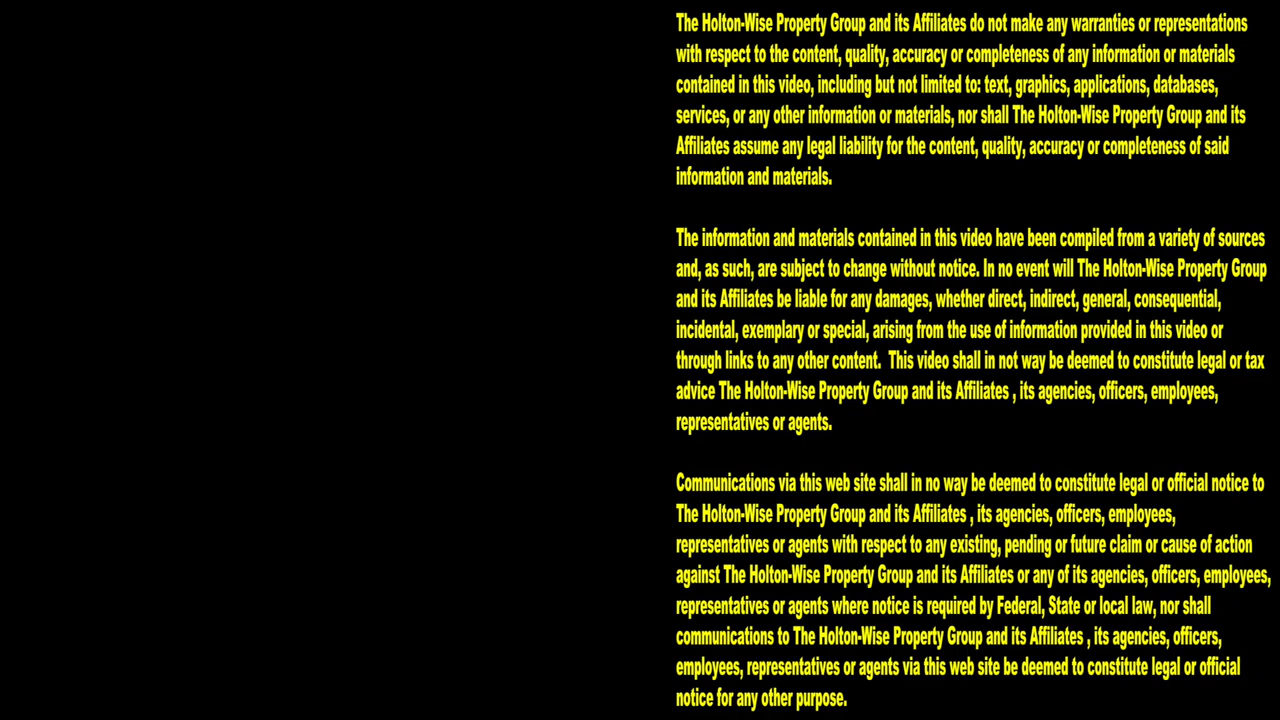 The Holton-Wise Property Group and its Affiliates do not make any warranties or representations
with respect to the content, quality, accuracy or completeness of any information or materials
contained in this video, including but not limited to: text, graphics, applications, databases,
services, or any other information or materials, nor shall The Holton-Wise Property Group and its
Affiliates assume any legal liability for the content, quality, accuracy or completeness of said
information and materials.
The information and materials contained in this video have been compiled from a variety of sources
and, as such, are subject to change without notice. In no event will The Holton-Wise Property Group
and its Affiliates be liable for any damages, whether direct, indirect, general, consequential,
incidental, exemplary or special, arising from the use of information provided in this video or
through links to any other content.  This video shall in not way be deemed to constitute legal or tax
advice The Holton-Wise Property Group and its Affiliates , its agencies, officers, employees,
representatives or agents.
Communications via this web site shall in no way be deemed to constitute legal or official notice to
The Holton-Wise Property Group and its Affiliates , its agencies, officers, employees,
representatives or agents with respect to any existing, pending or future claim or cause of action
against The Holton-Wise Property Group and its Affiliates or any of its agencies, officers, employees,
representatives or agents where notice is required by Federal, State or local law, nor shall
communications to The Holton-Wise Property Group and its Affiliates , its agencies, officers,
employees, representatives or agents via this web site be deemed to constitute legal or official
notice for any other purpose.